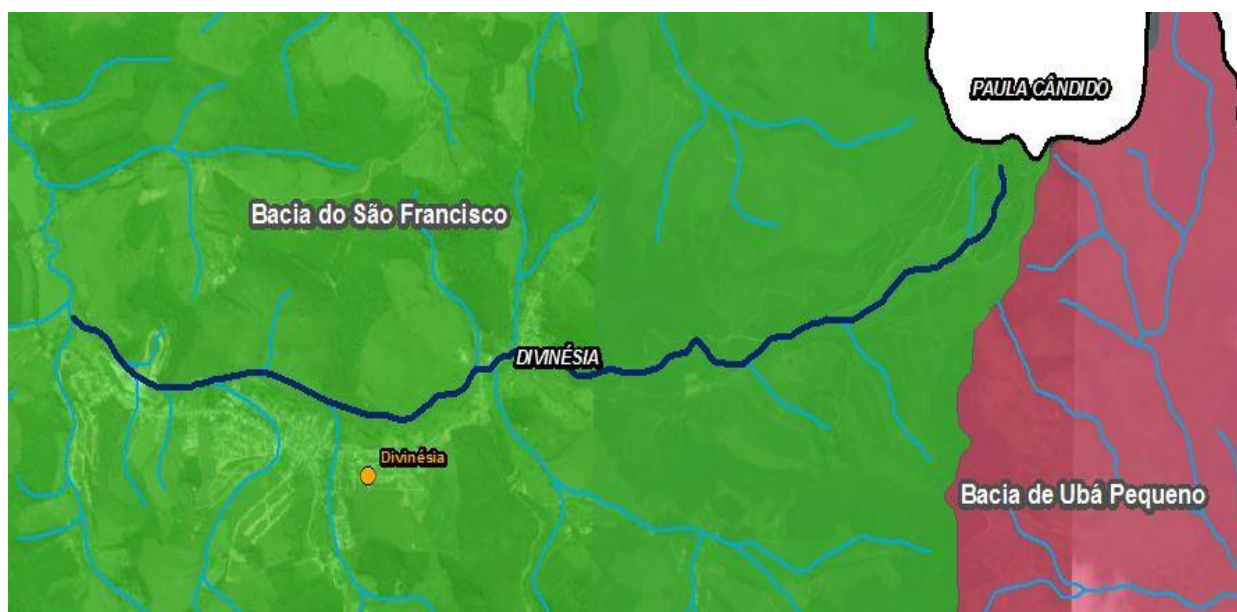 PAULA CÂNDIDO
Bacia do São Francisco
DIVINÉSIA
Divinésia
Bacia de Ubá Pequeno